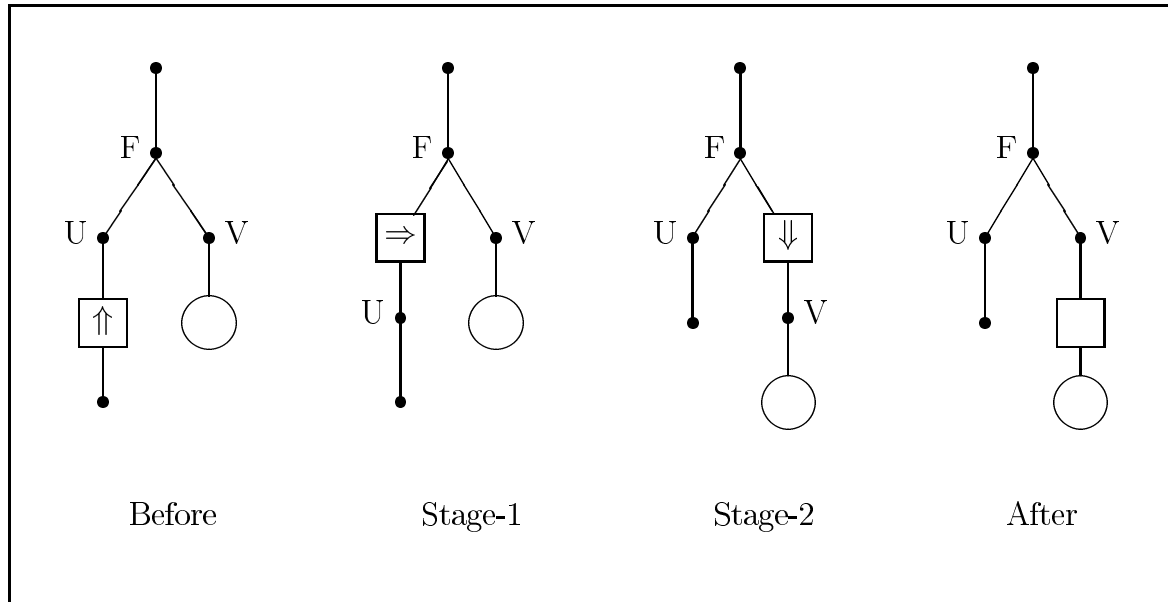 F F F F
U V V U U V
⇑ ⇒ ⇓
U V
Before Stage-1 Stage-2 After